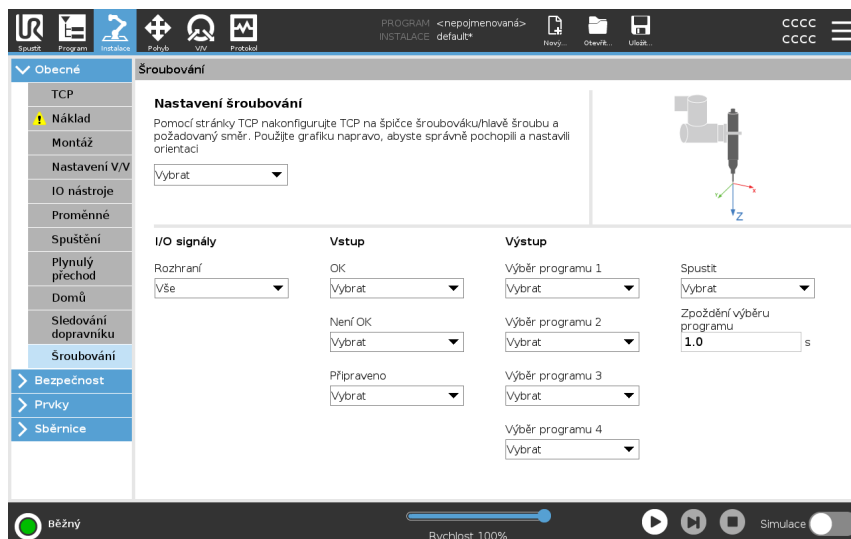 UR
PROGRAM <nepojmenovaná>
INSTALACE default*
CCCC
CCCC
Spustit
Program
Instalace
Pohyb
V/V
Protokol
Nový...
Otevřít...
Uložit...
Obecné
TCP
Náklad
Montáž
Nastavení V/V
IO nástroje
Proměnné
Spuštění
Plynulý
přechod
Domů
Sledování
dopravníku
Šroubování
Bezpečnost
Prvky
Sběrnice
Šroubování
Nastavení šroubování
Pomocí stránky TCP nakonfigurujte TCP na špičce šroubováku/hlavě šroubu a
požadovaný směr. Použijte grafiku napravo, abyste správně pochopili a nastavili
orientaci
Vybrat
Y
X
Z
I/O signály
Rozhraní
Vše
Vstup
OK
Vybrat
Není OK
Vybrat
Připraveno
Vybrat
Výstup
Výběr programu 1
Vybrat
Výběr programu 2
Vybrat
Výběr programu 3
Vybrat
Výběr programu 4
Vybrat
Spustit
Vybrat
Zpoždění výběru
programu
1.0 s
Běžný
Rychlost 100%
Simulace